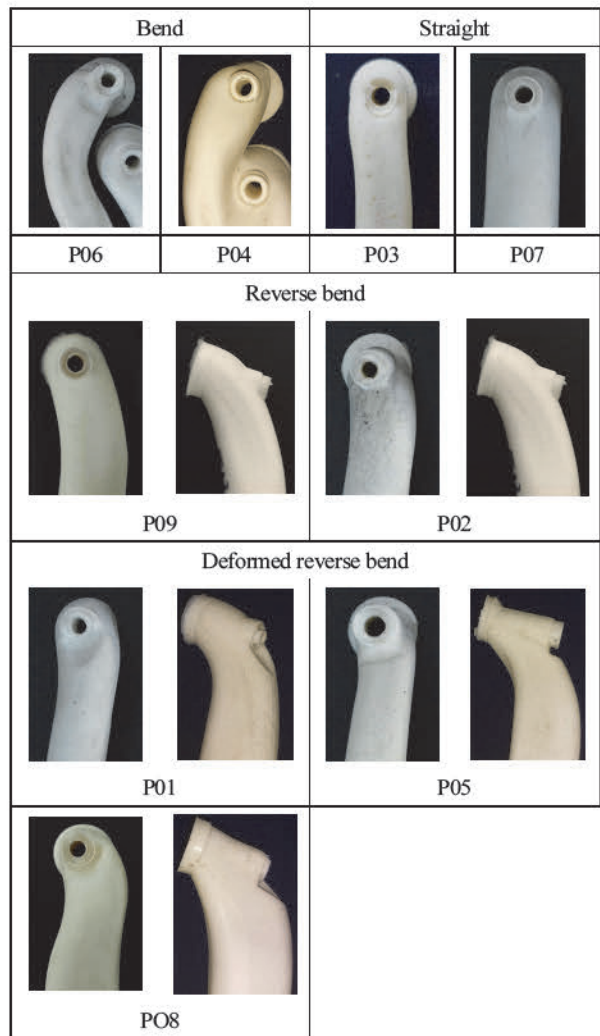 Bend Straight
P06 P04 P03 P07
Reverse bend
P09 P02
Deformed reverse bend
P01 P05
PO8